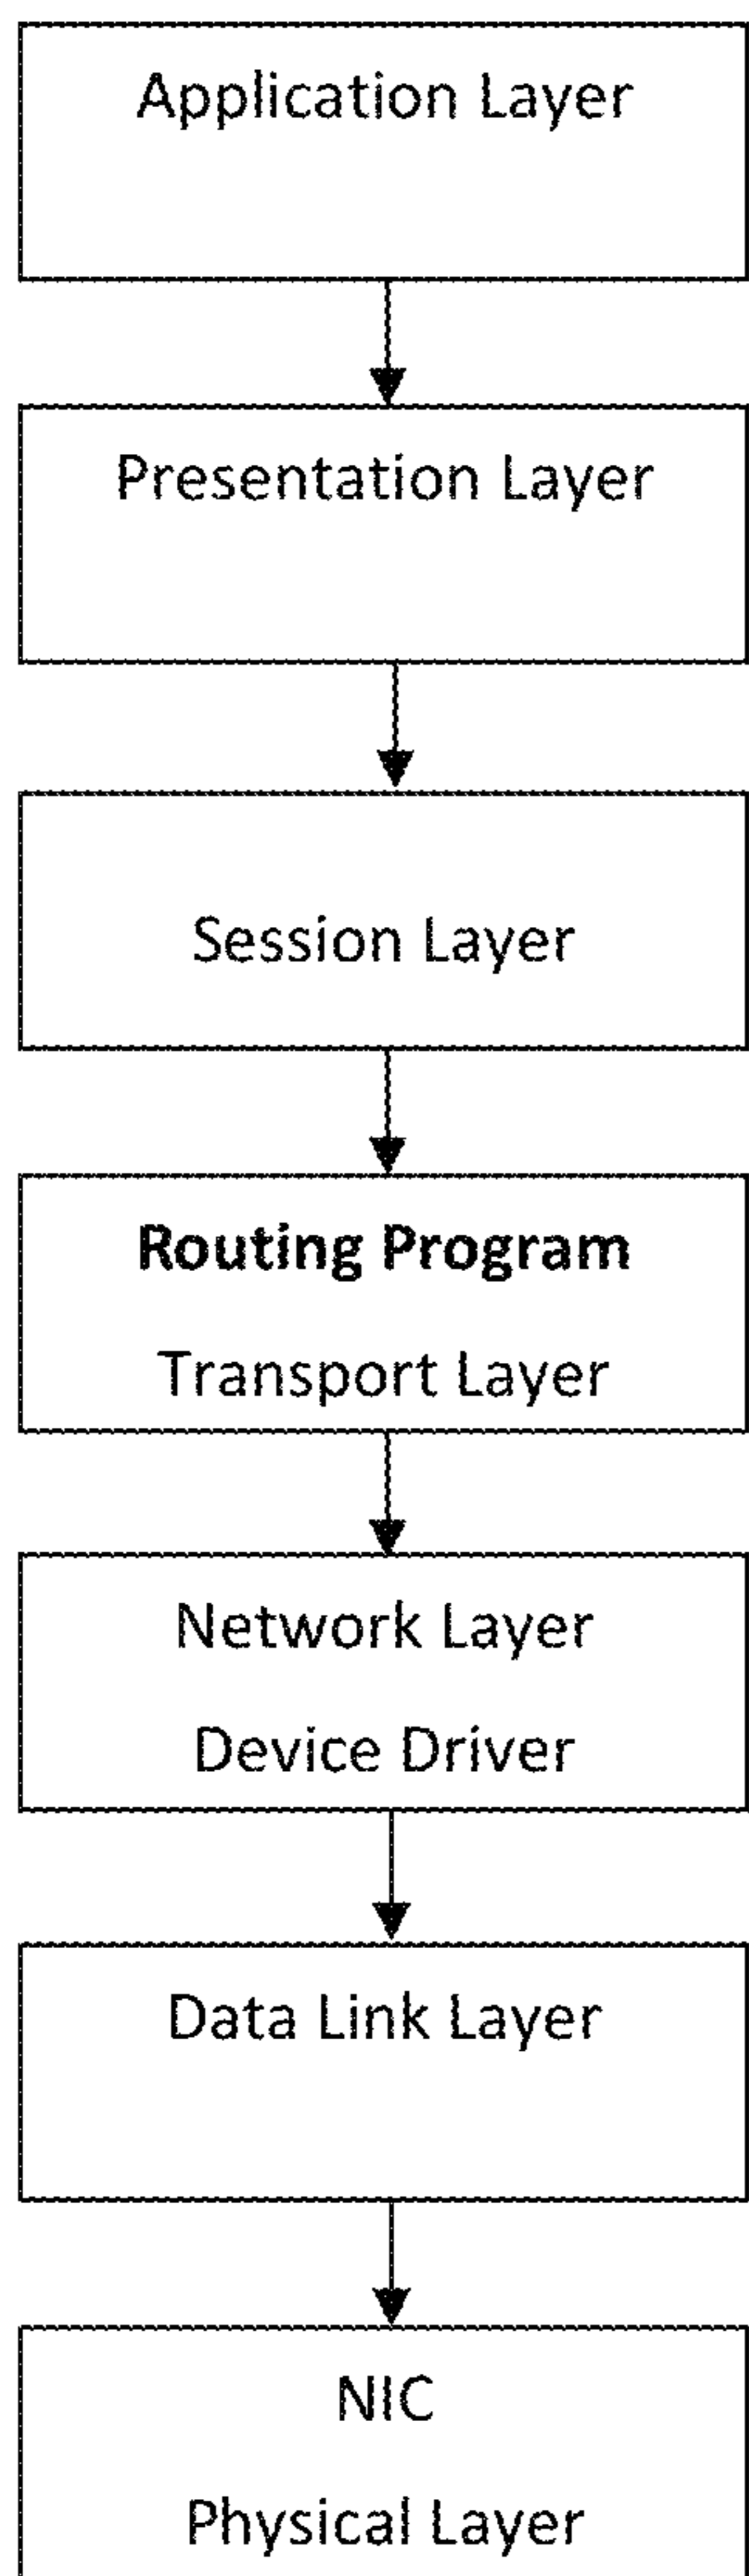 Application Layer
Presentation Layer
Session Layer
Routing Program
Transport Layer
Network Layer
Device Driver
Data Link Layer
NIC
Physical Layer